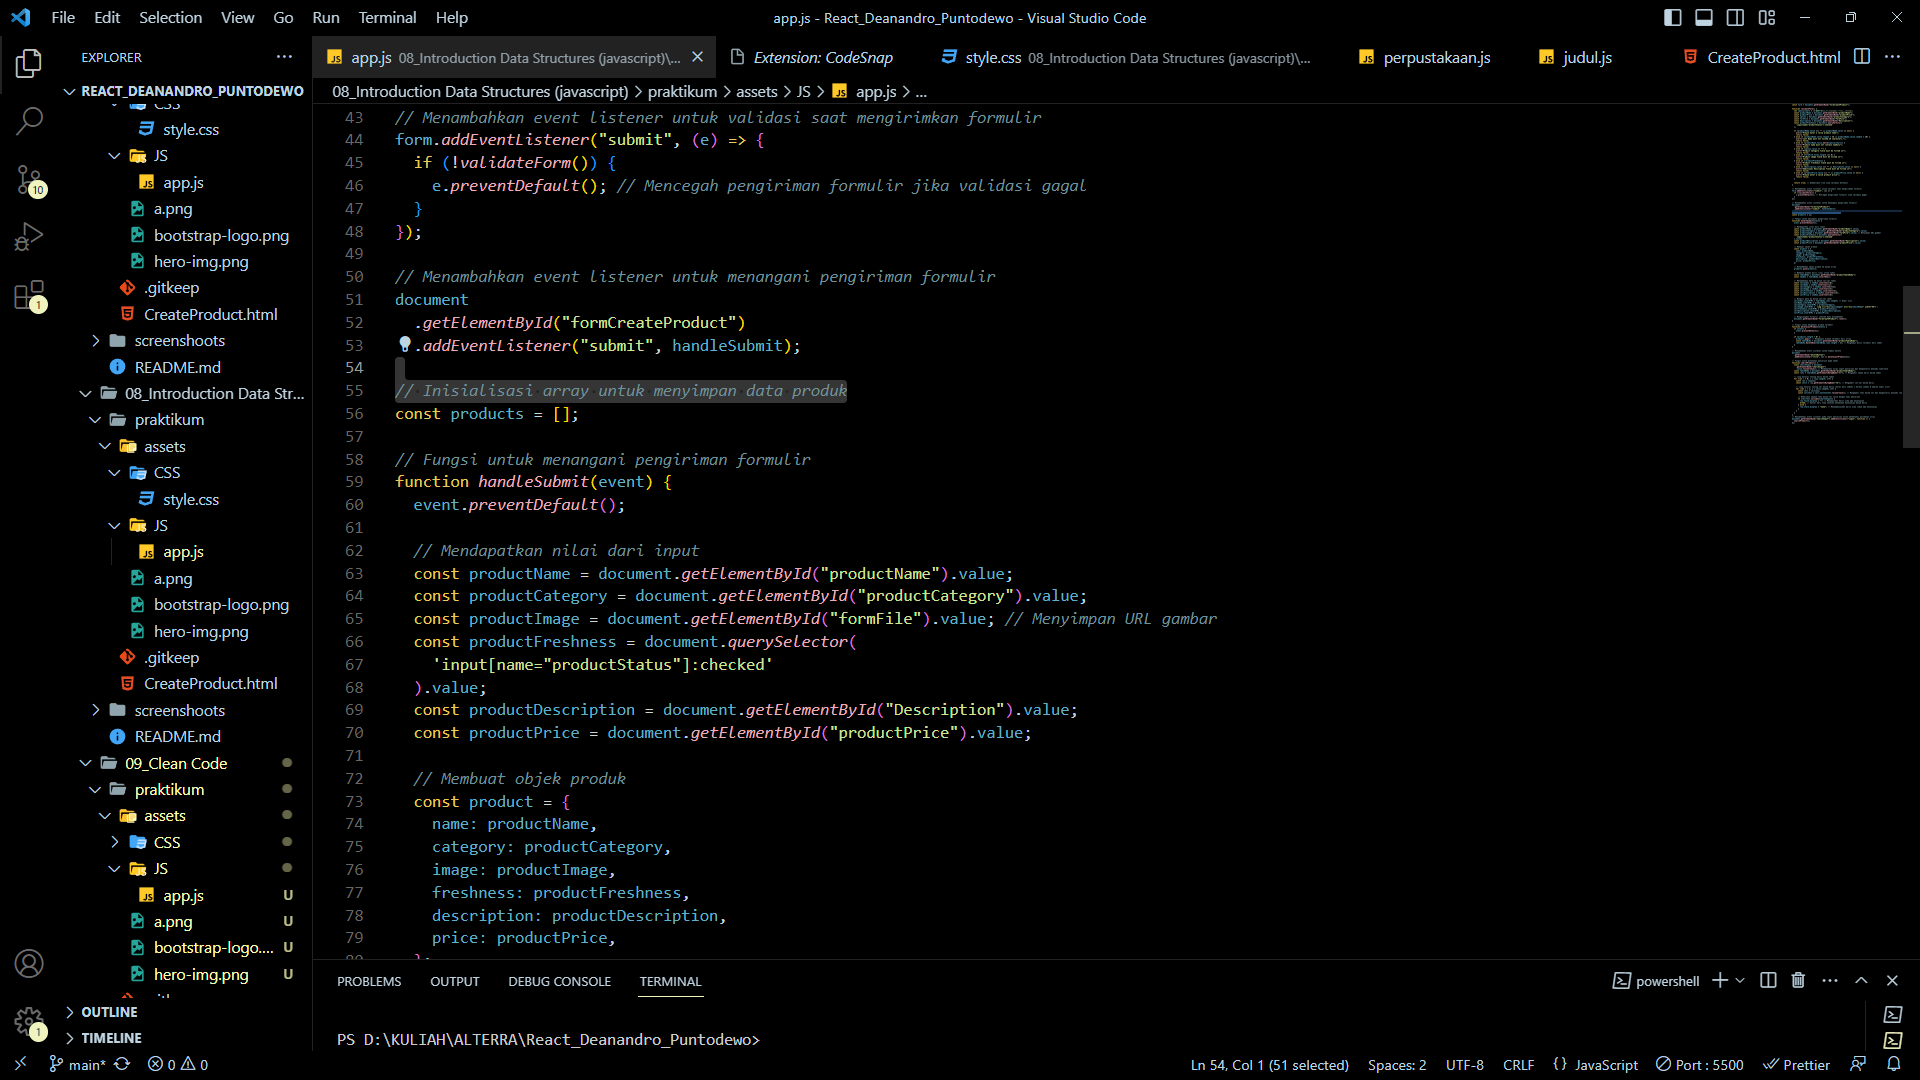 File Edit Selection View Go Run Terminal Help
app.js - React_Deanandro_Puntodewo - Visual Studio Code
EXPLORER
app.js 08_Introduction Data Structures (javascript)\...
Extension: CodeSnap
style.css 08_Introduction Data Structures (javascript)\...
perpustakaan.js
judul.js
CreateProduct.html
08_Introduction Data Structures (javascript) > praktikum > assets > JS > app.js > ...
REACT_DEANANDRO_PUNTODEWO
CSS
style.css
JS
app.js
a.png
bootstrap-logo.png
hero-img.png
.gitkeep
CreateProduct.html
screenshoots
README.md
08_Introduction Data Str...
praktikum
assets
CSS
style.css
JS
app.js
a.png
bootstrap-logo.png
hero-img.png
.gitkeep
CreateProduct.html
screenshoots
README.md
09_Clean Code
praktikum
assets
CSS
JS
app.js U
a.png U
bootstrap-logo.... U
hero-img.png U
OUTLINE
TIMELINE
10
1
1
43 // Menambahkan event listener untuk validasi saat mengirimkan formulir
44 form.addEventListener("submit", (e) => {
45 if (!validateForm()) {
46 e.preventDefault(); // Mencegah pengiriman formulir jika validasi gagal
47 }
48 });
49
50 // Menambahkan event listener untuk menangani pengiriman formulir
51 document
52 .getElementById("formCreateProduct")
53 .addEventListener("submit", handleSubmit);
54
55 // Inisialisasi array untuk menyimpan data produk
56 const products = [];
57
58 // Fungsi untuk menangani pengiriman formulir
59 function handleSubmit(event) {
60 event.preventDefault();
61
62 // Mendapatkan nilai dari input
63 const productName = document.getElementById("productName").value;
64 const productCategory = document.getElementById("productCategory").value;
65 const productImage = document.getElementById("formFile").value; // Menyimpan URL gambar
66 const productFreshness = document.querySelector(
67 'input[name="productStatus"]:checked'
68 ).value;
69 const productDescription = document.getElementById("Description").value;
70 const productPrice = document.getElementById("productPrice").value;
71
72 // Membuat objek produk
73 const product = {
74 name: productName,
75 category: productCategory,
76 image: productImage,
77 freshness: productFreshness,
78 description: productDescription,
79 price: productPrice,
80 };
PROBLEMS OUTPUT DEBUG CONSOLE TERMINAL
powershell
PS D:\KULIAH\ALTERRA\React_Deanandro_Puntodewo>
main* 0 0
Ln 54, Col 1 (51 selected) Spaces: 2 UTF-8 CRLF {} JavaScript Port : 5500 Prettier